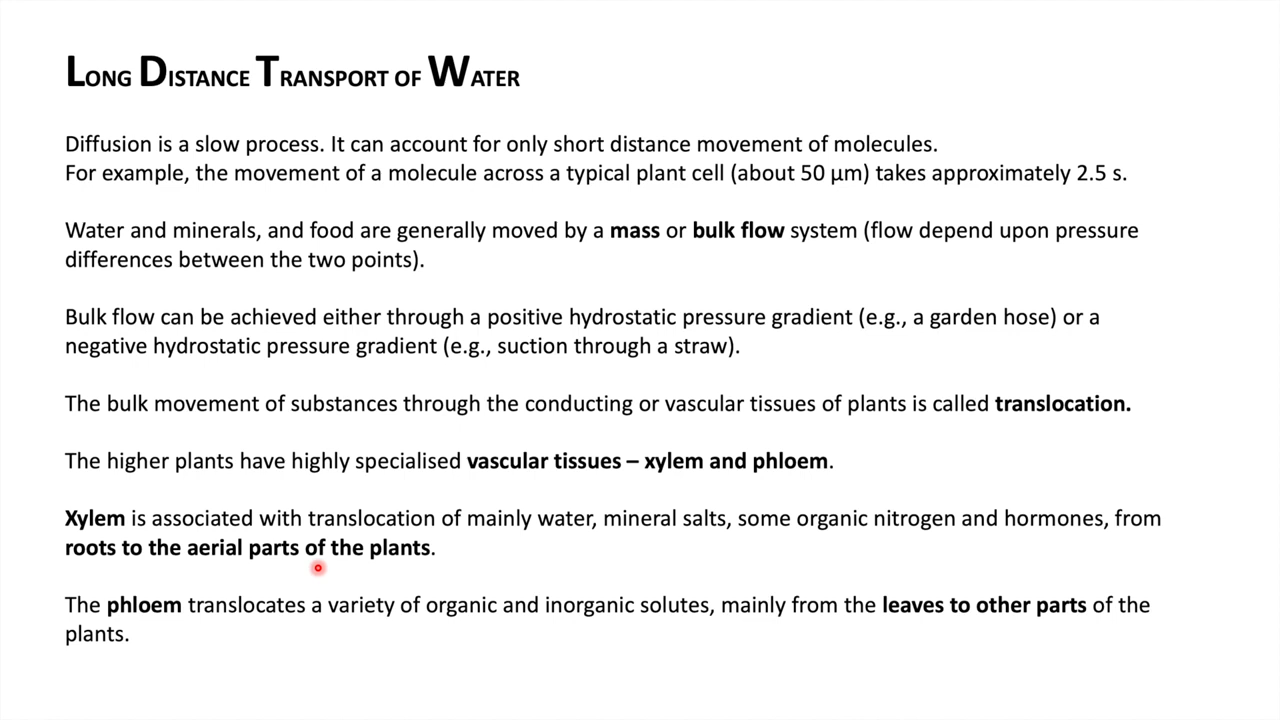 LONG DISTANCE TRANSPORT OF WATER
Diffusion is a slow process. It can account for only short distance movement of molecules.
For example, the movement of a molecule across a typical plant cell (about 50 µm) takes approximately 2.5 s.
Water and minerals, and food are generally moved by a mass or bulk flow system (flow depend upon pressure
differences between the two points).
Bulk flow can be achieved either through a positive hydrostatic pressure gradient (e.g., a garden hose) or a
negative hydrostatic pressure gradient (e.g., suction through a straw).
The bulk movement of substances through the conducting or vascular tissues of plants is called translocation.
The higher plants have highly specialised vascular tissues – xylem and phloem.
Xylem is associated with translocation of mainly water, mineral salts, some organic nitrogen and hormones, from
roots to the aerial parts of the plants.
The phloem translocates a variety of organic and inorganic solutes, mainly from the leaves to other parts of the
plants.